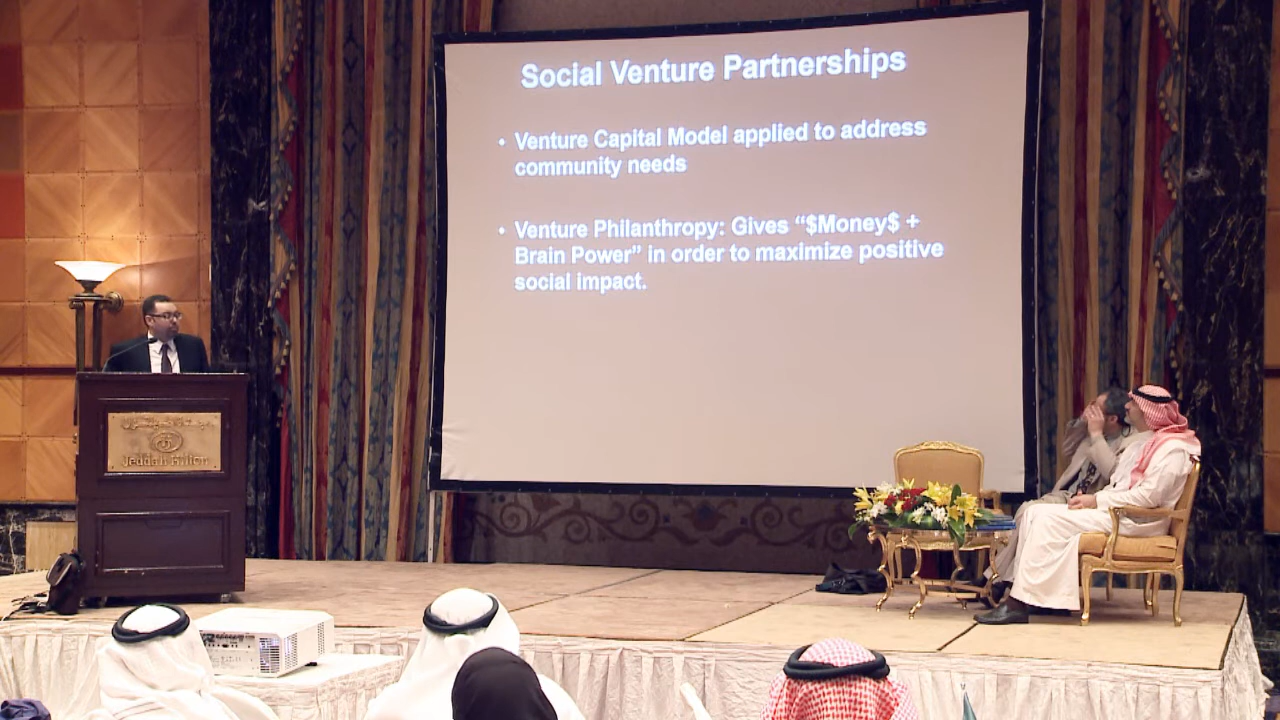 Social Venture Partnerships
• Venture Capital Model applied to address
community needs
• Venture Philanthropy: Gives “$Money$ +
Brain Power” in order to maximize positive
social impact.
Jeddah Hilton